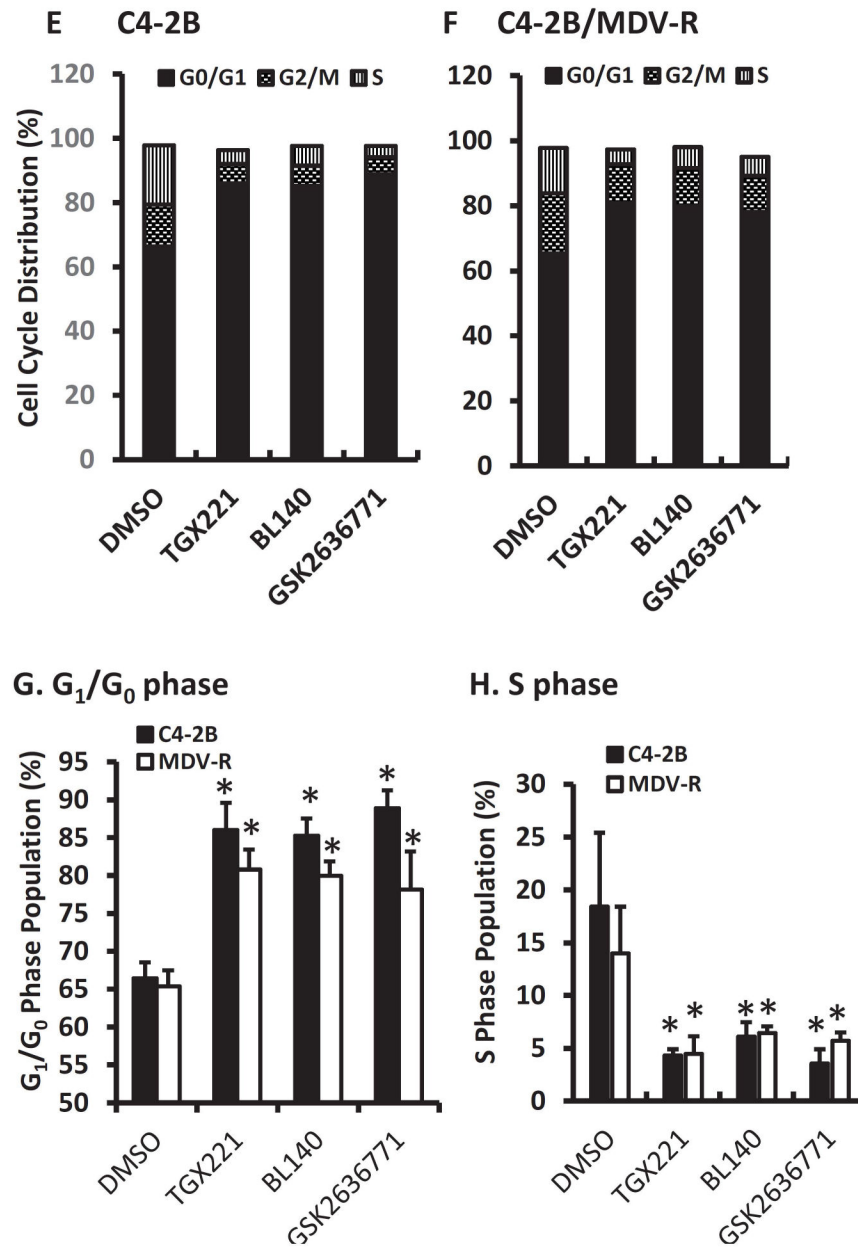 E C4-2B
F C4-2B/MDV-R
G0/G1 G2/M S
G0/G1 G2/M S
Cell Cycle Distribution (%)
120
100
80
60
40
20
0
120
100
80
60
40
20
0
DMSO
TGX221
BL140
GSK2636771
DMSO
TGX221
BL140
GSK2636771
G. G₁/G₀ phase
C4-2B
MDV-R
G₁/G₀ Phase Population (%)
95
90
85
80
75
70
65
60
55
50
* * * * * *
DMSO
TGX221
BL140
GSK2636771
H. S phase
C4-2B
MDV-R
S Phase Population (%)
30
25
20
15
10
5
0
* * * * * *
DMSO
TGX221
BL140
GSK2636771